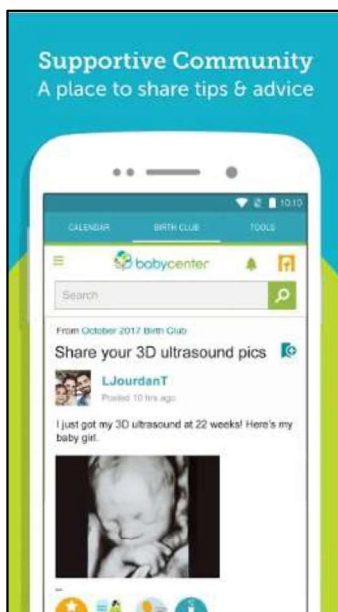 Supportive Community
A place to share tips & advice
10:10
CALENDAR BIRTH CLUB TOOLS
babycenter
Search
From October 2017 Birth Club
Share your 3D ultrasound pics
LJourdanT
Posted 10 hrs ago
I just got my 3D ultrasound at 22 weeks! Here's my
baby girl.